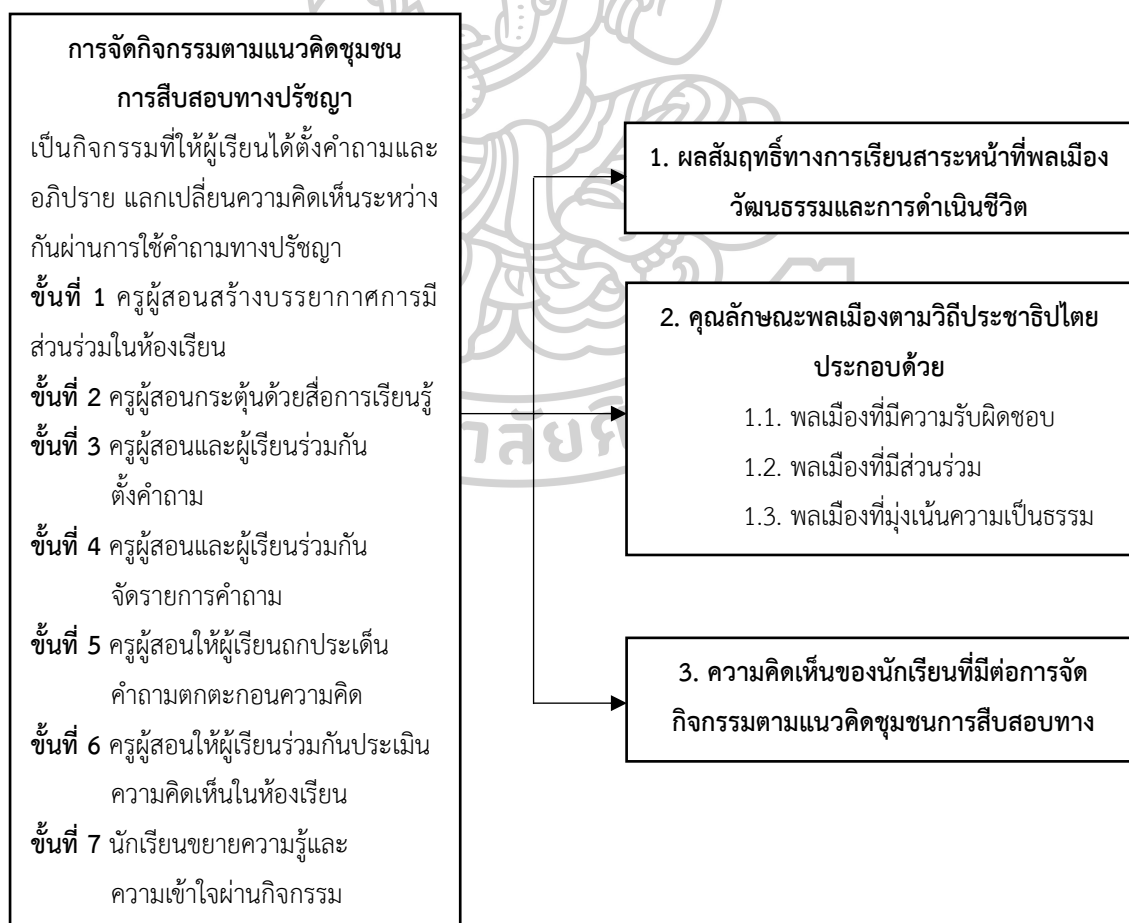 การจัดกิจกรรมตามแนวคิดชุมชน
การสืบสอบทางปรัชญา
เป็นกิจกรรมที่ให้ผู้เรียนได้ตั้งคำถามและ
อภิปราย แลกเปลี่ยนความคิดเห็นระหว่าง
กันผ่านการใช้คำถามทางปรัชญา
ขั้นที่ 1 ครูผู้สอนสร้างบรรยากาศการมี
ส่วนร่วมในห้องเรียน
ขั้นที่ 2 ครูผู้สอนกระตุ้นด้วยสื่อการเรียนรู้
ขั้นที่ 3 ครูผู้สอนและผู้เรียนร่วมกัน
ตั้งคำถาม
ขั้นที่ 4 ครูผู้สอนและผู้เรียนร่วมกัน
จัดรายการคำถาม
ขั้นที่ 5 ครูผู้สอนให้ผู้เรียนถกประเด็น
คำถามตกตะกอนความคิด
ขั้นที่ 6 ครูผู้สอนให้ผู้เรียนร่วมกันประเมิน
ความคิดเห็นในห้องเรียน
ขั้นที่ 7 นักเรียนขยายความรู้และ
ความเข้าใจผ่านกิจกรรม
1. ผลสัมฤทธิ์ทางการเรียนสาระหน้าที่พลเมือง
วัฒนธรรมและการดำเนินชีวิต
2. คุณลักษณะพลเมืองตามวิถีประชาธิปไตย
ประกอบด้วย
1.1. พลเมืองที่มีความรับผิดชอบ
1.2. พลเมืองที่มีส่วนร่วม
1.3. พลเมืองที่มุ่งเน้นความเป็นธรรม
3. ความคิดเห็นของนักเรียนที่มีต่อการจัด
กิจกรรมตามแนวคิดชุมชนการสืบสอบทาง